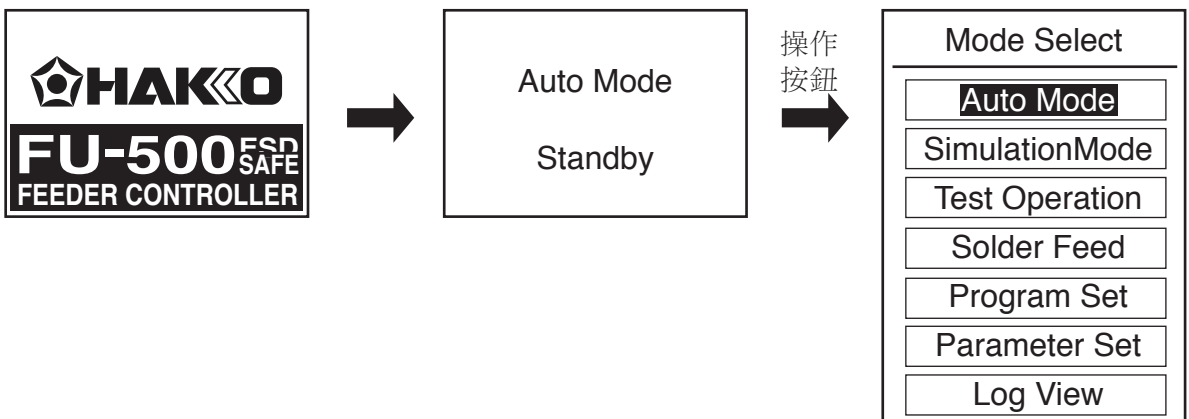 HAKKO
FU-500 ESD SAFE
FEEDER CONTROLLER
Auto Mode
Standby
操作
按鈕
Mode Select
Auto Mode
SimulationMode
Test Operation
Solder Feed
Program Set
Parameter Set
Log View